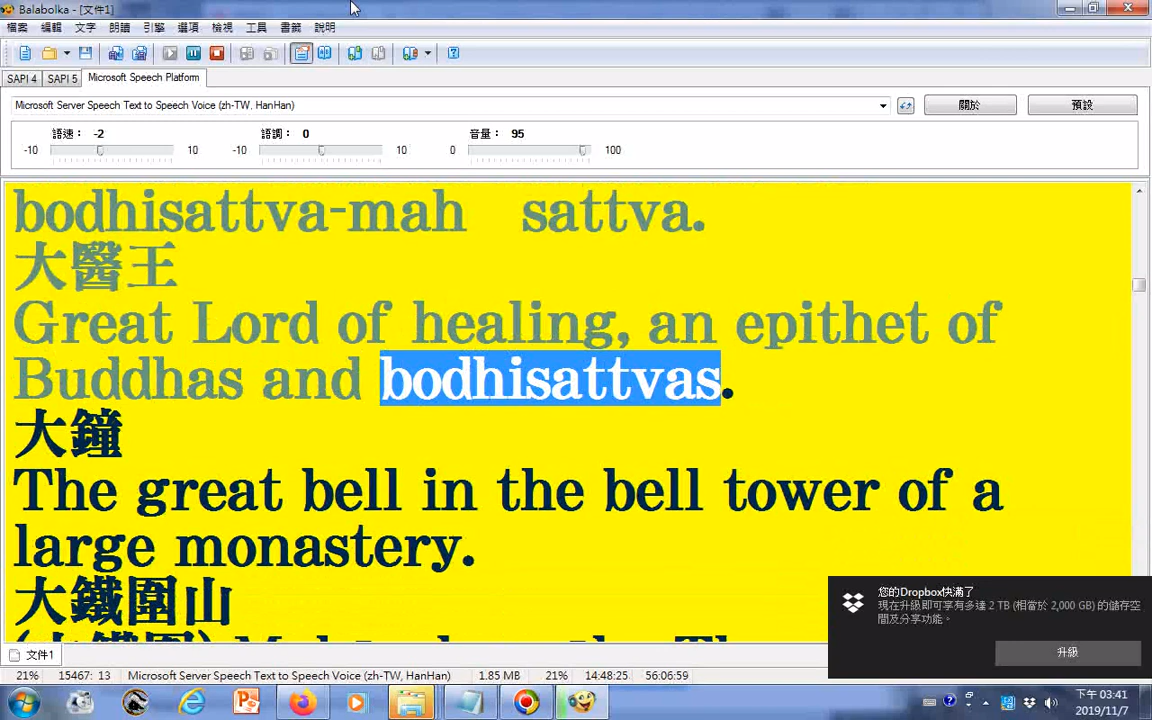 Balabolka - [文件1]
檔案 編輯 文字 朗讀 引擎 選項 檢視 工具 書籤 說明
SAPI 4 SAPI 5 Microsoft Speech Platform
Microsoft Server Speech Text to Speech Voice (zh-TW, HanHan) 關於 預設
語速： -2 語調： 0 音量： 95
-10 10 -10 10 0 100
bodhisattva-mah sattva.
大醫王
Great Lord of healing, an epithet of
Buddhas and bodhisattvas.
大鐘
The great bell in the bell tower of a
large monastery.
大鐵圍山
您的Dropbox快滿了
現在升級即可享有多達 2 TB (相當於 2,000 GB) 的儲存空
間及分享功能。
升級
文件1
21% 15467: 13 Microsoft Server Speech Text to Speech Voice (zh-TW, HanHan) 1.85 MB 21% 14:48:25 56:06:59
下午 03:41
2019/11/7